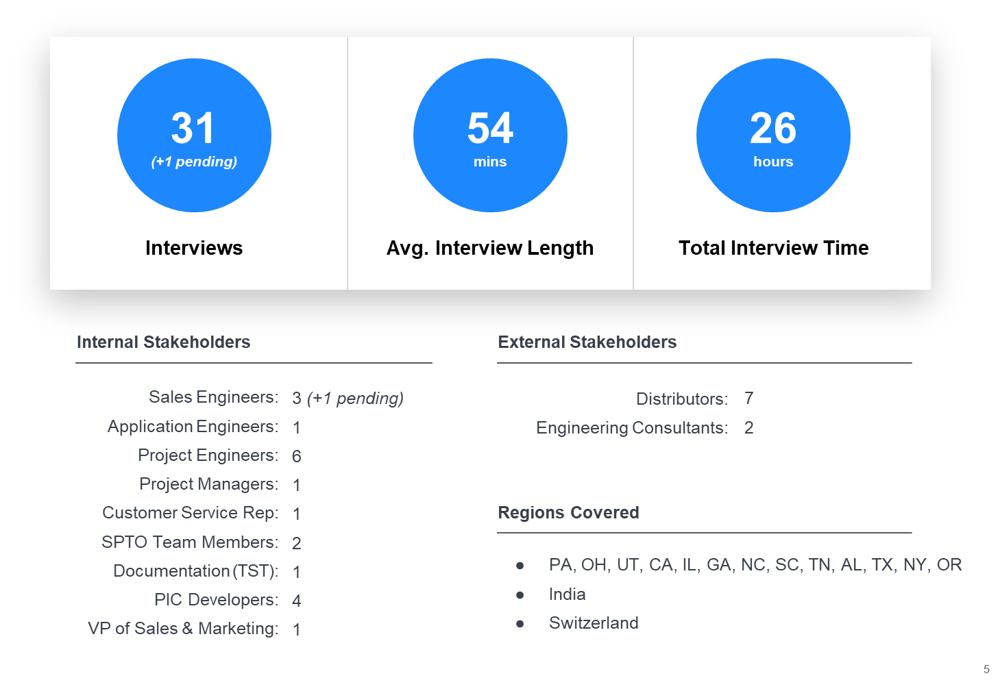 31
(+1 pending)
Interviews
54
mins
Avg. Interview Length
26
hours
Total Interview Time
Internal Stakeholders
Sales Engineers: 3 (+1 pending)
Application Engineers: 1
Project Engineers: 6
Project Managers: 1
Customer Service Rep: 1
SPTO Team Members: 2
Documentation (TST): 1
PIC Developers: 4
VP of Sales & Marketing: 1
External Stakeholders
Distributors: 7
Engineering Consultants: 2
Regions Covered
● PA, OH, UT, CA, IL, GA, NC, SC, TN, AL, TX, NY, OR
● India
● Switzerland
5